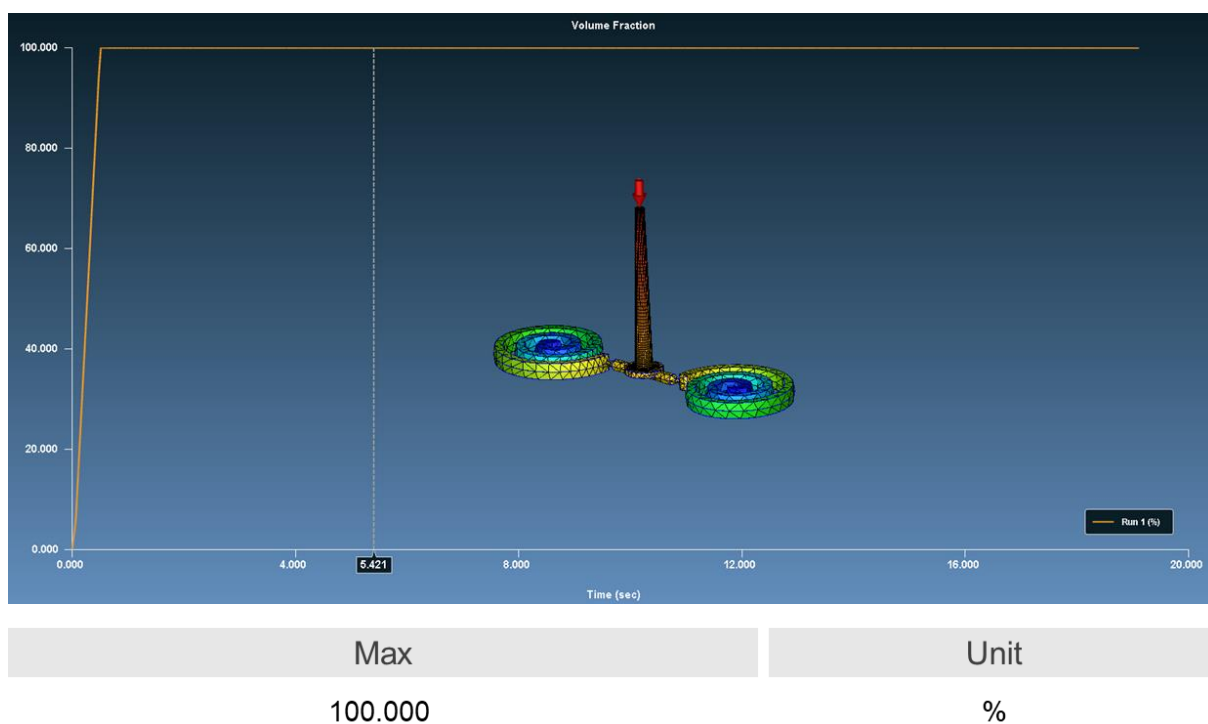 Volume Fraction
100.000
80.000
60.000
40.000
20.000
0.000
Run 1 (%)
0.000 4.000 5.421 8.000 12.000 16.000 20.000
Time (sec)
Max Unit
100.000 %